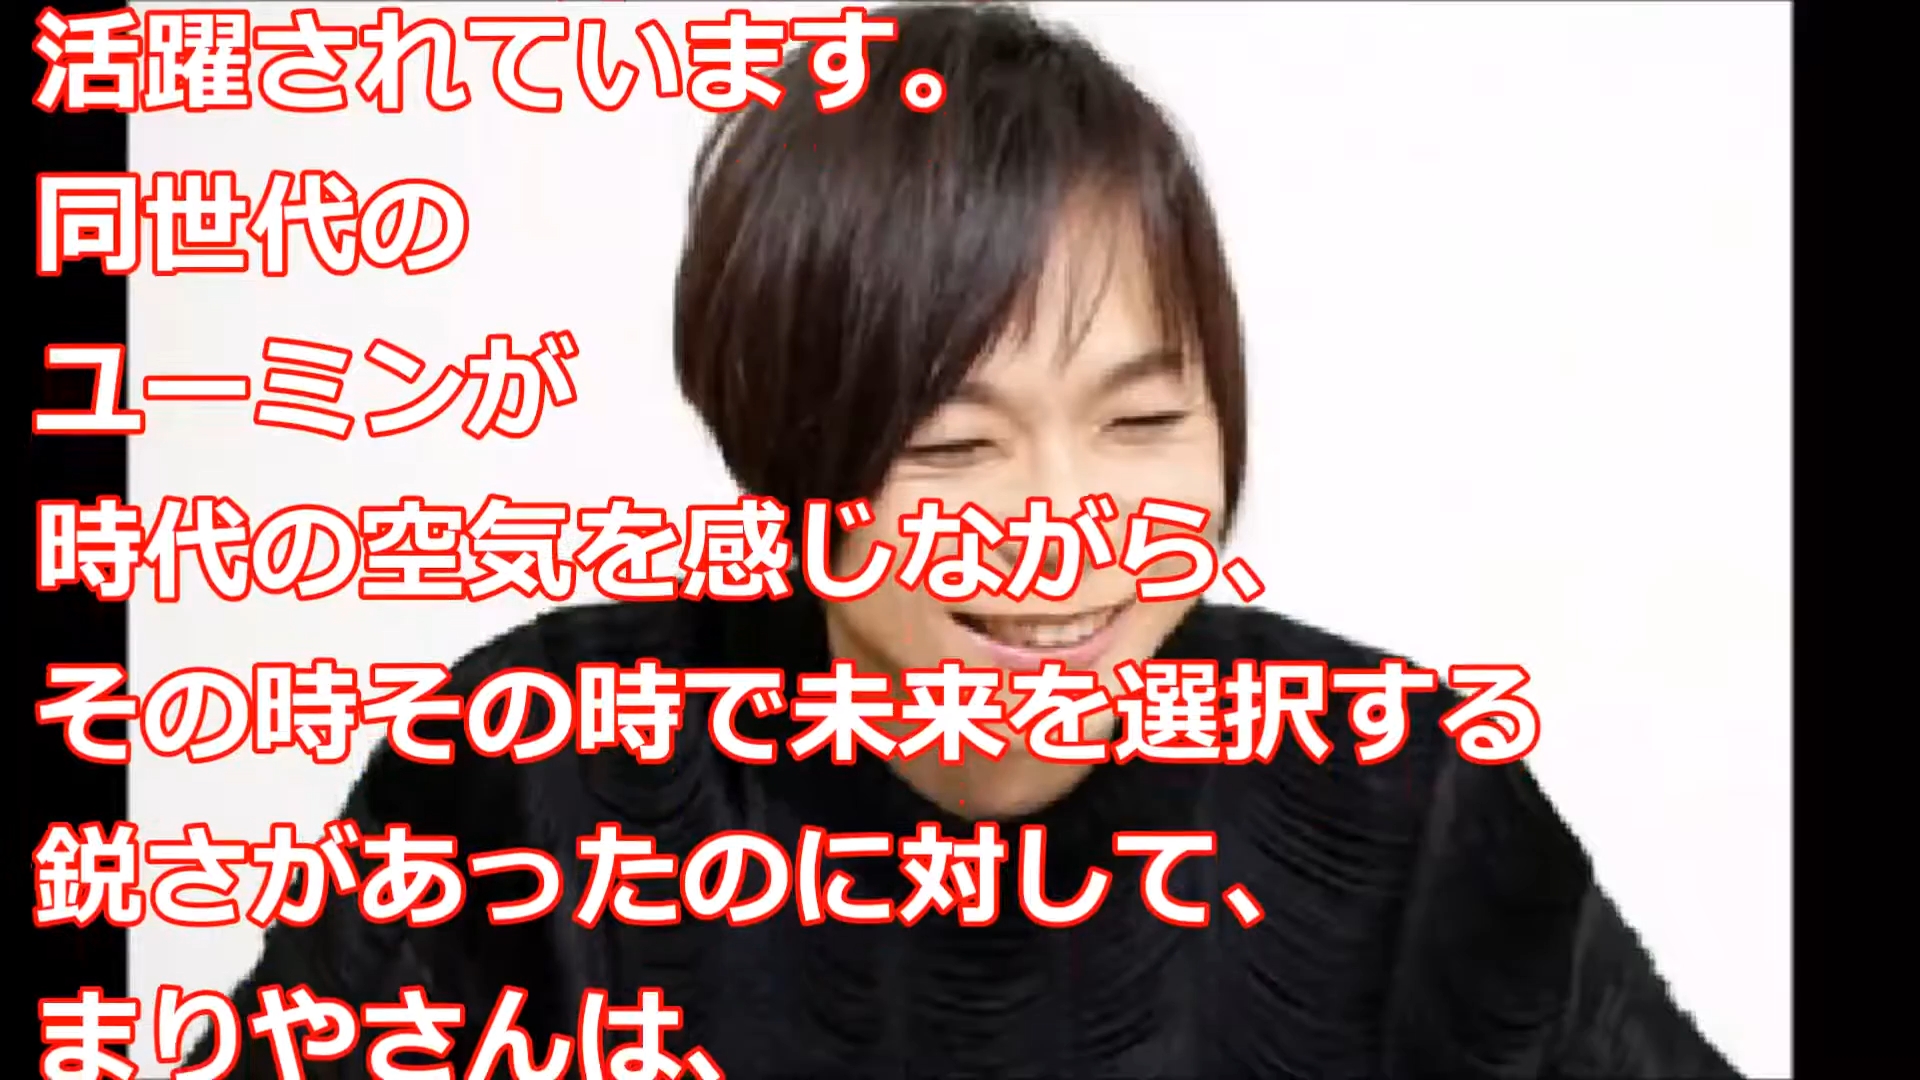 活躍されています。
同世代の
ユーミンが
時代の空気を感じながら、
その時その時で未来を選択する
鋭さがあったのに対して、
まりやさんは、